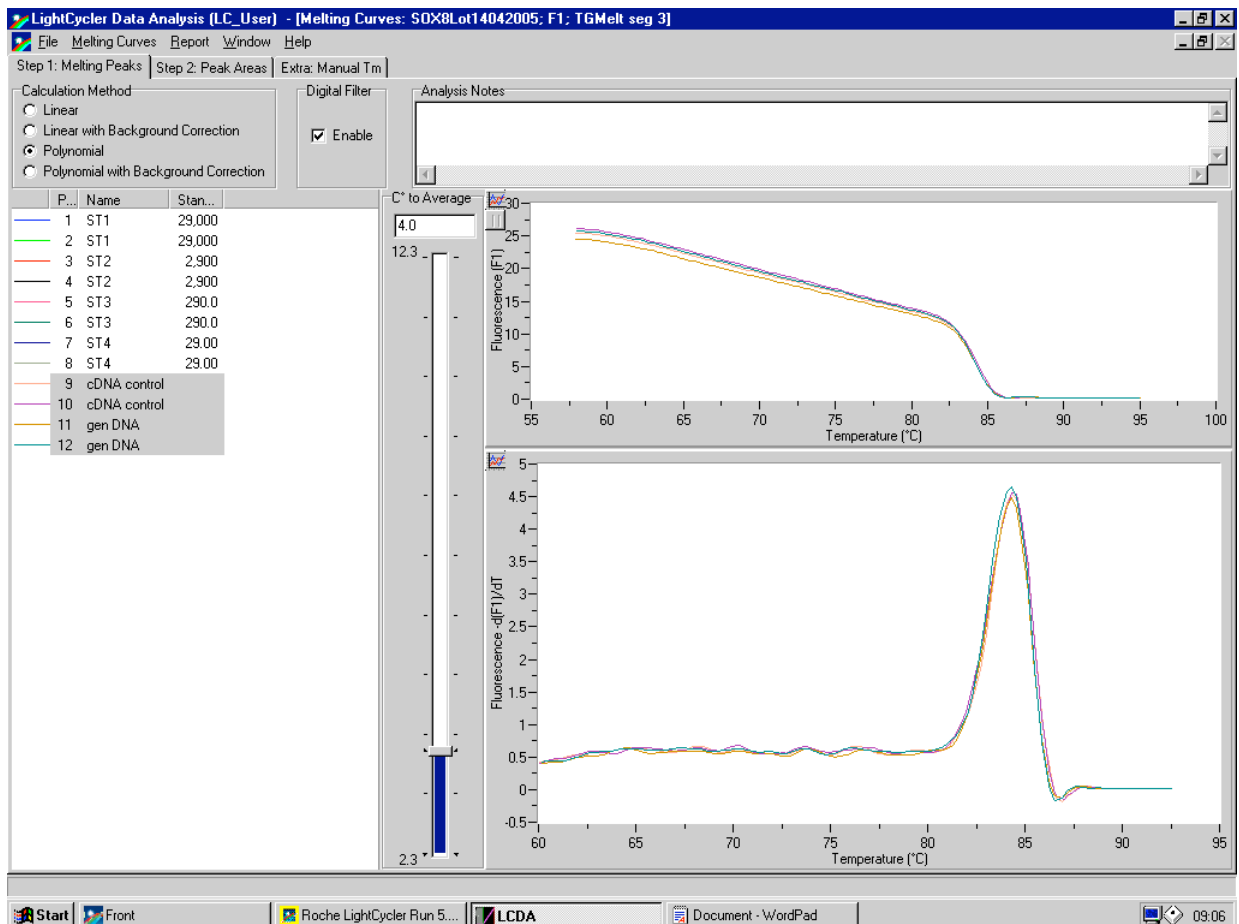 LightCycler Data Analysis (LC_User) - [Melting Curves: SOX8Lot14042005; F1; TGMelt seg 3]
File Melting Curves Report Window Help
Step 1: Melting Peaks Step 2: Peak Areas Extra: Manual Tm
Calculation Method
Linear
Linear with Background Correction
Polynomial
Polynomial with Background Correction
Digital Filter
Enable
Analysis Notes
P... Name Stan...
1 ST1 29,000
2 ST1 29,000
3 ST2 2,900
4 ST2 2,900
5 ST3 290.0
6 ST3 290.0
7 ST4 29.00
8 ST4 29.00
9 cDNA control
10 cDNA control
11 gen DNA
12 gen DNA
C° to Average
4.0
12.3
2.3
Fluorescence (F1)
30
25
20
15
10
5
0
55 60 65 70 75 80 85 90 95 100
Temperature (°C)
Fluorescence -d(F1)/dT
5
4.5
4
3.5
3
2.5
2
1.5
1
0.5
0
-0.5
60 65 70 75 80 85 90 95
Temperature (°C)
Start Front Roche LightCycler Run 5.... LCDA Document - WordPad 09:06